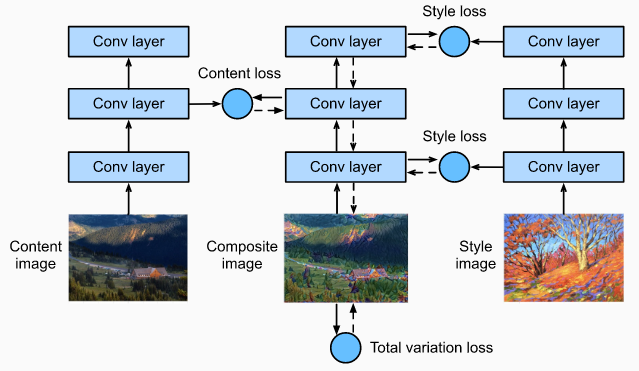 Style loss
Conv layer
Conv layer
Conv layer
Content loss
Conv layer
Conv layer
Conv layer
Style loss
Conv layer
Conv layer
Conv layer
Content
image
Composite
image
Style
image
Total variation loss